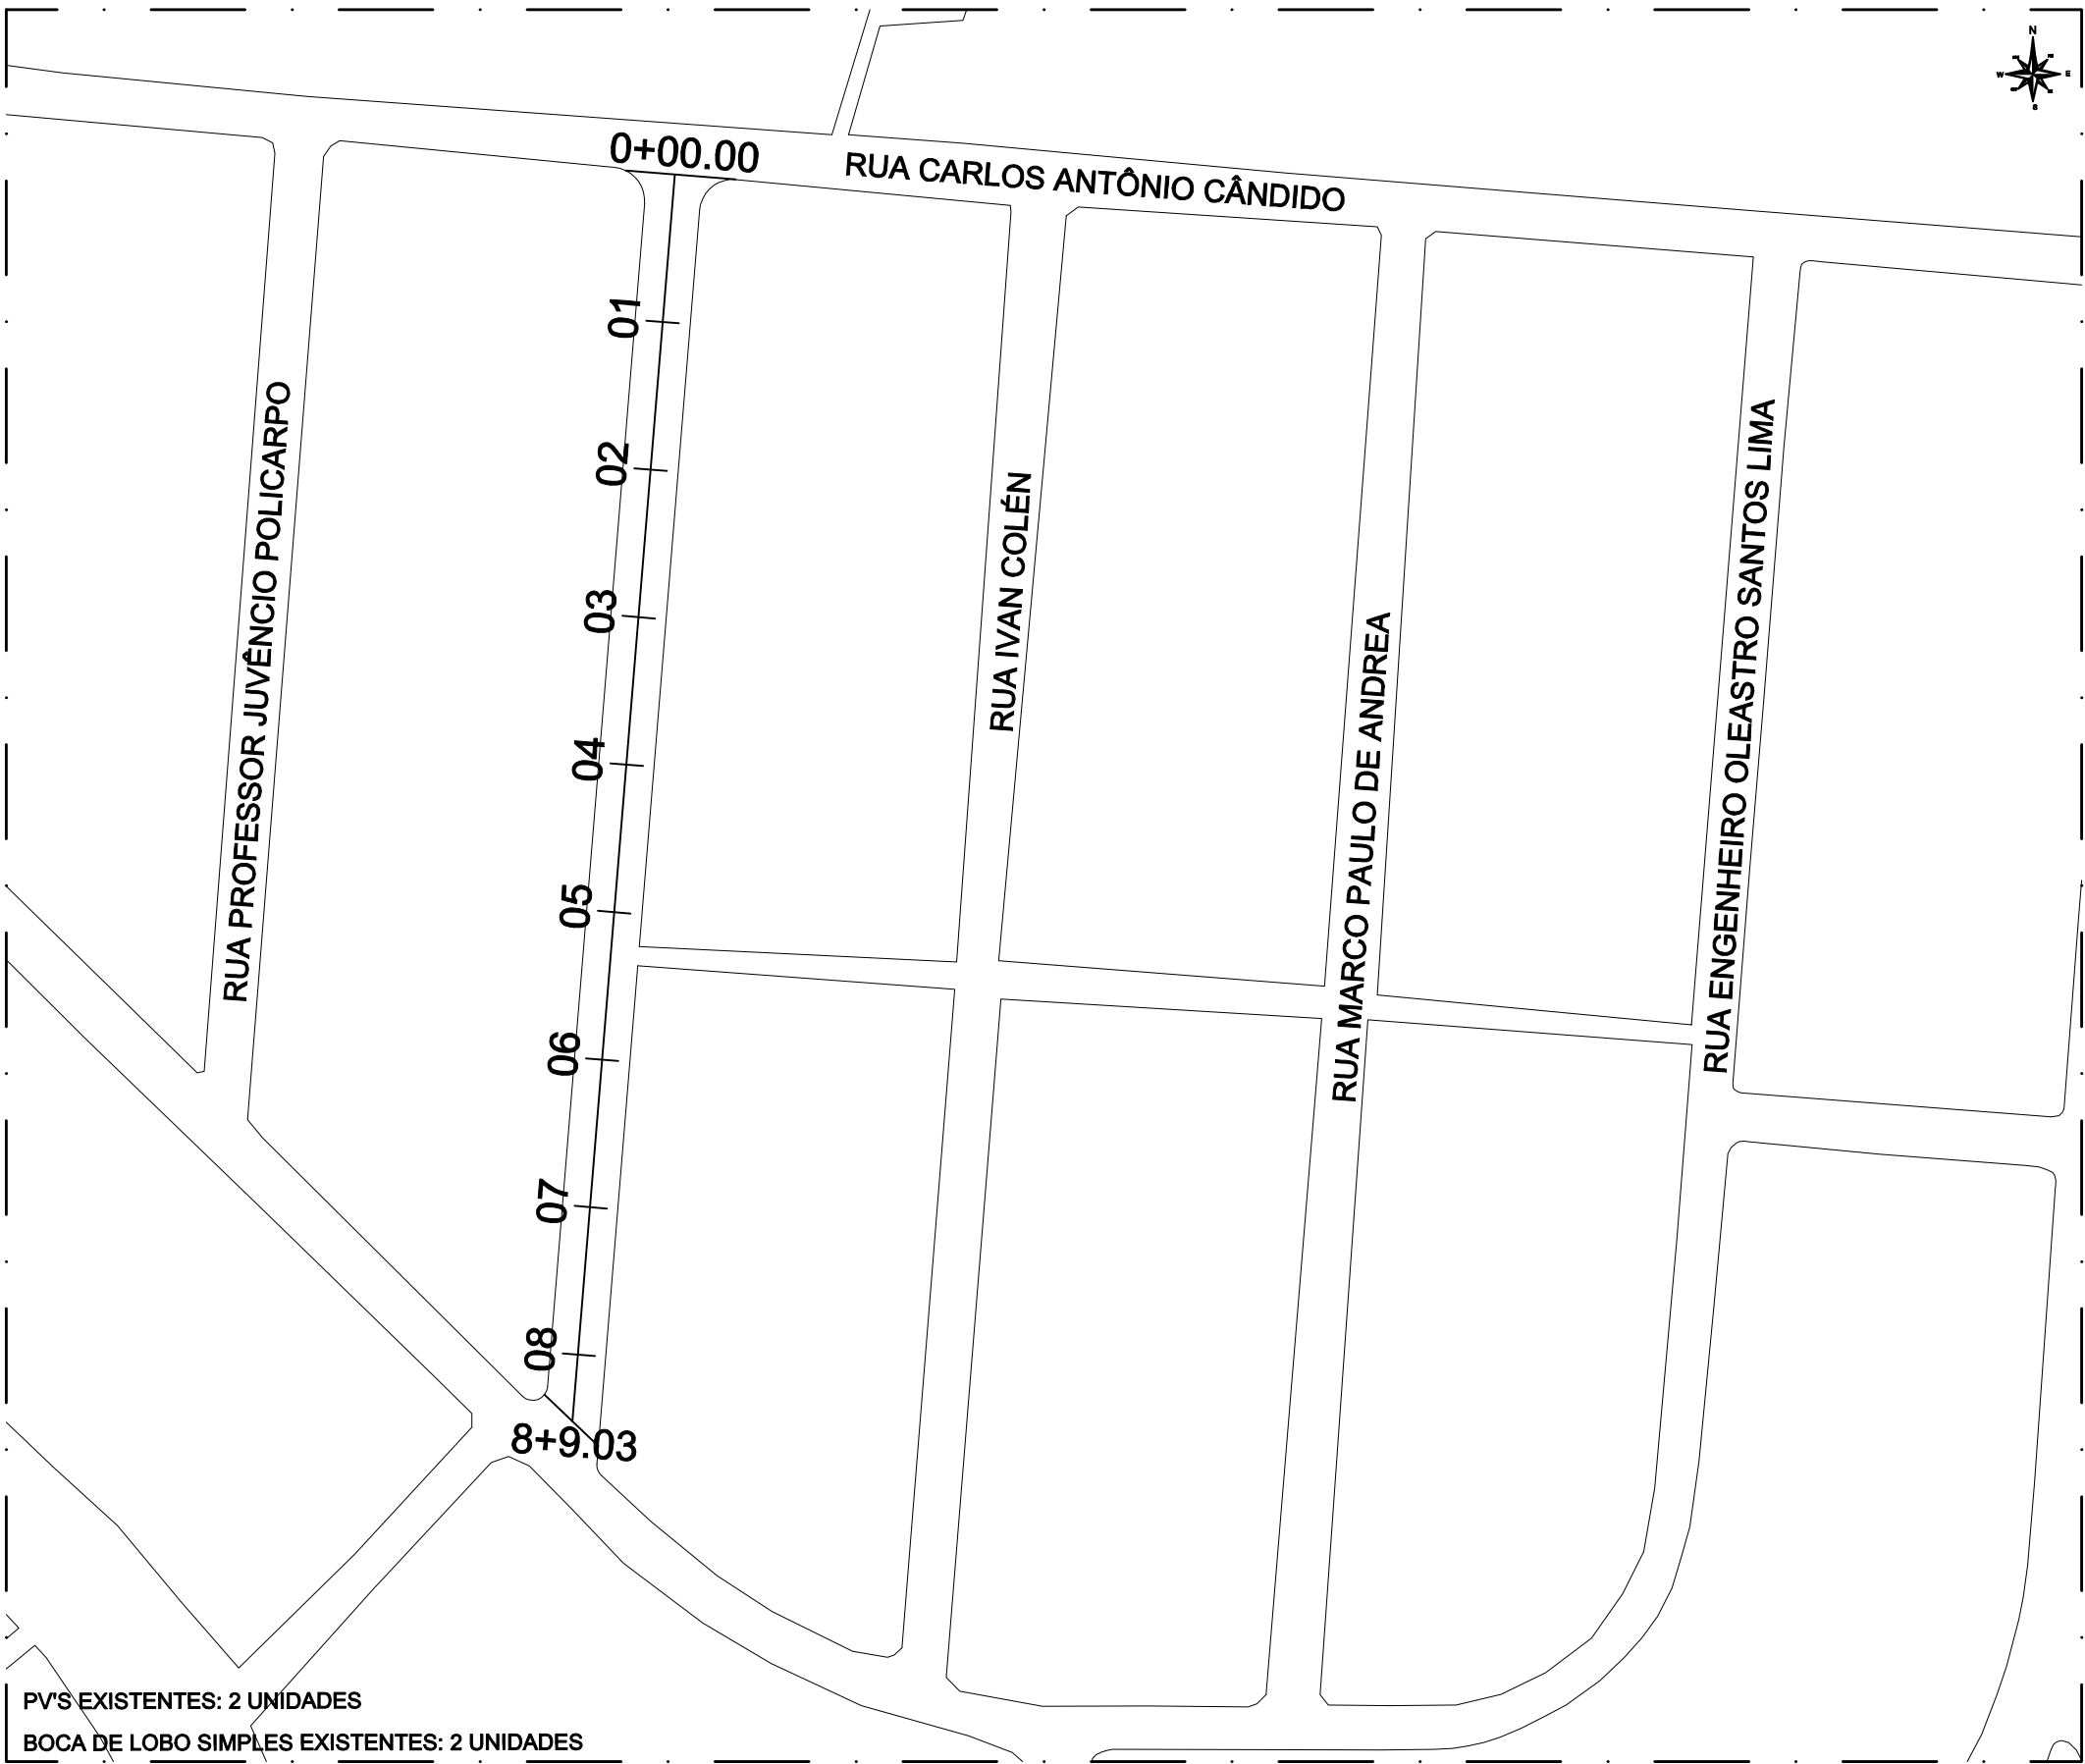 N
W
E
S
0+00.00
RUA CARLOS ANTÔNIO CÂNDIDO
01
02
03
04
05
06
07
08
8+9.03
RUA PROFESSOR JUVÊNCIO POLICARPO
RUA IVAN COLÉN
RUA MARCO PAULO DE ANDREA
RUA ENGENHEIRO OLEASTRO SANTOS LIMA
PV'S EXISTENTES: 2 UNIDADES
BOCA DE LOBO SIMPLES EXISTENTES: 2 UNIDADES